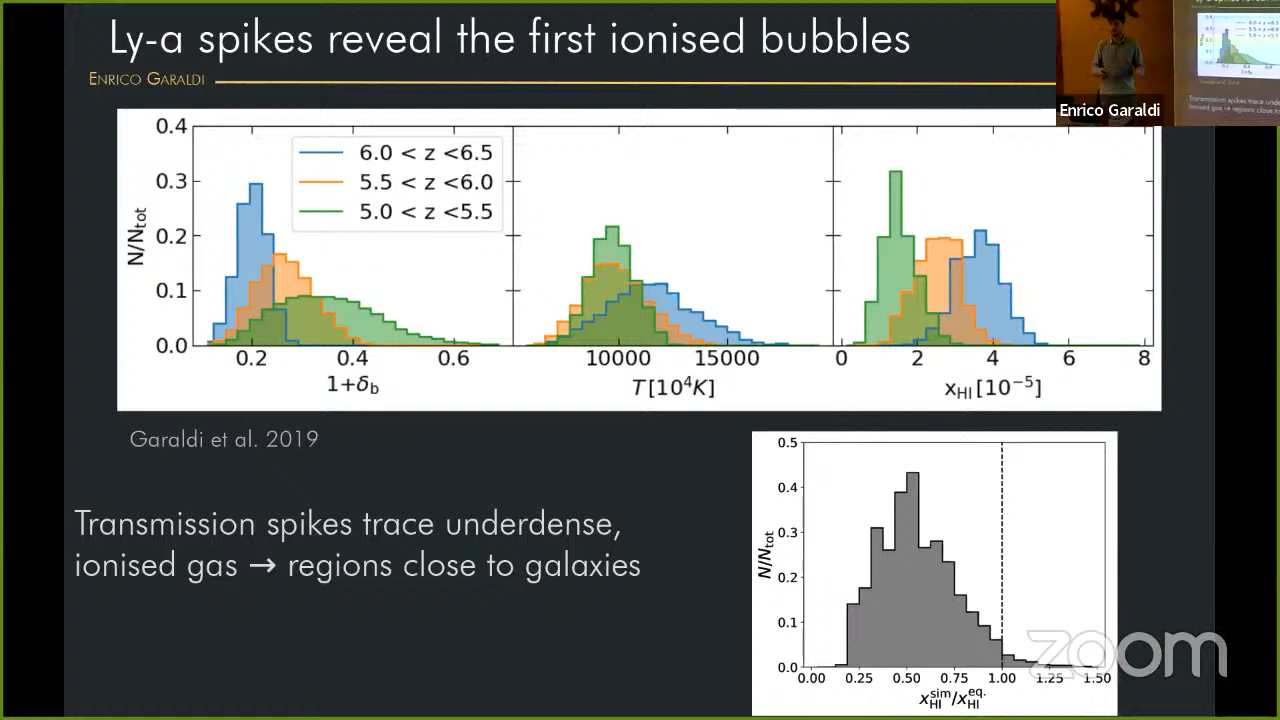 Ly-a spikes reveal the first ionised bubbles
ENRICO GARALDI
Enrico Garaldi
0.4
0.3
0.2
0.1
0.0
N/Ntot
6.0 < z <6.5
5.5 < z <6.0
5.0 < z <5.5
0.2 0.4 0.6
1+δb
10000 15000
T [10⁴K]
0 2 4 6 8
xHI [10⁻⁵]
Garaldi et al. 2019
Transmission spikes trace underdense,
ionised gas → regions close to galaxies
0.5
0.4
0.3
0.2
0.1
0.0
N/Ntot
0.00 0.25 0.50 0.75 1.00 1.25 1.50
xHI^sim/xHI^eq.
zoom